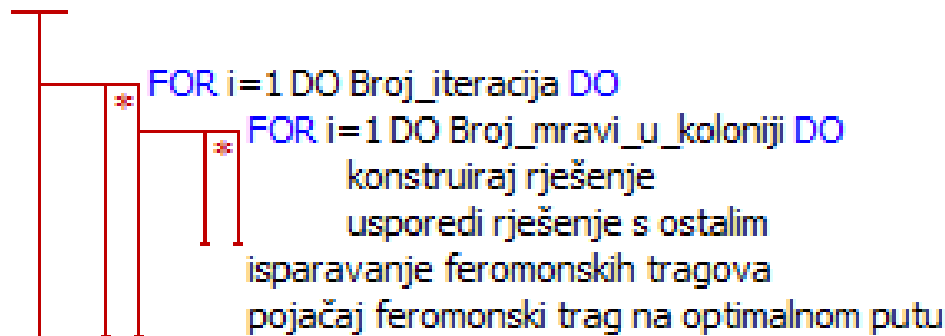 FOR i=1 DO Broj_iteracija DO
* FOR i=1 DO Broj_mravi_u_koloniji DO
* konstruiraj rješenje
usporedi rješenje s ostalim
isparavanje feromonskih tragova
pojačaj feromonski trag na optimalnom putu